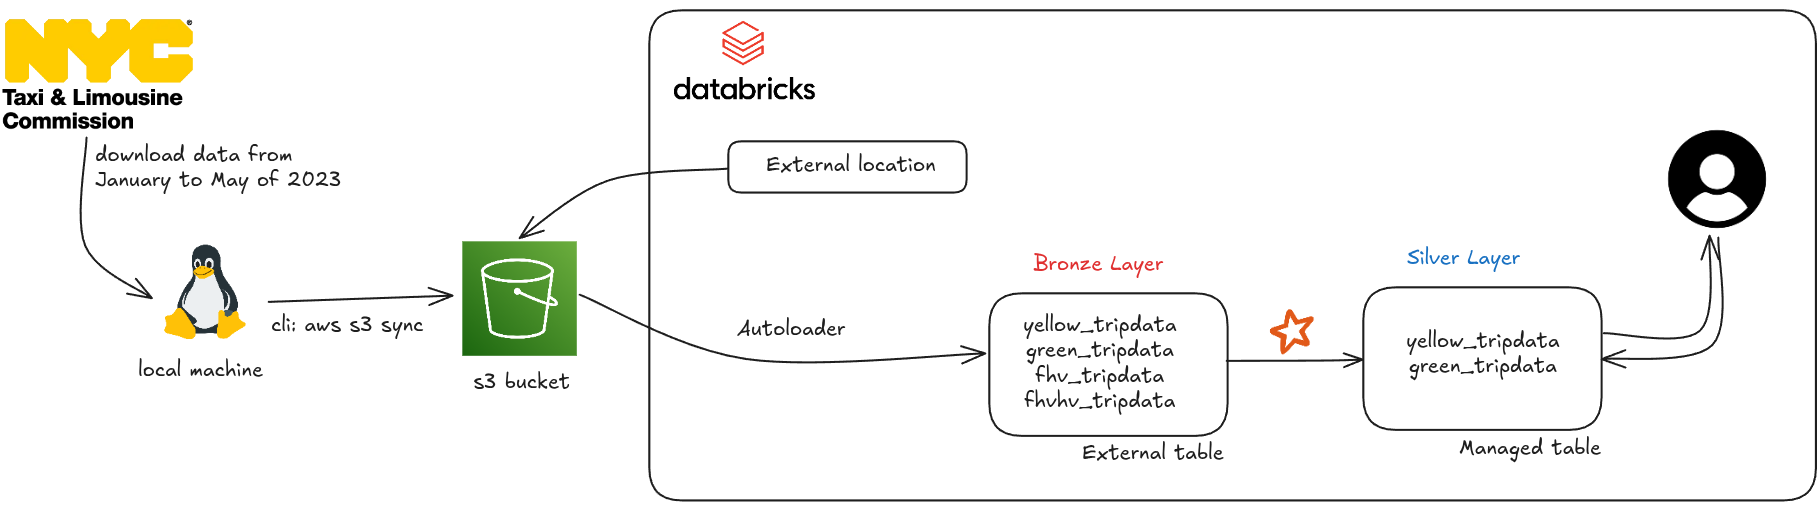 NYC
Taxi & Limousine
Commission
download data from
January to May of 2023
local machine
cli: aws s3 sync
s3 bucket
databricks
External location
Autoloader
Bronze Layer
yellow_tripdata
green_tripdata
fhv_tripdata
fhvhv_tripdata
External table
Silver Layer
yellow_tripdata
green_tripdata
Managed table